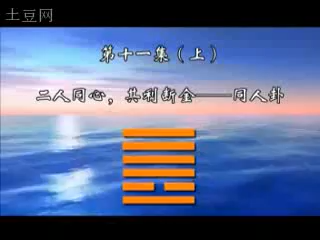 土豆网
第十一集（上）
二人同心，其利断金——同人卦